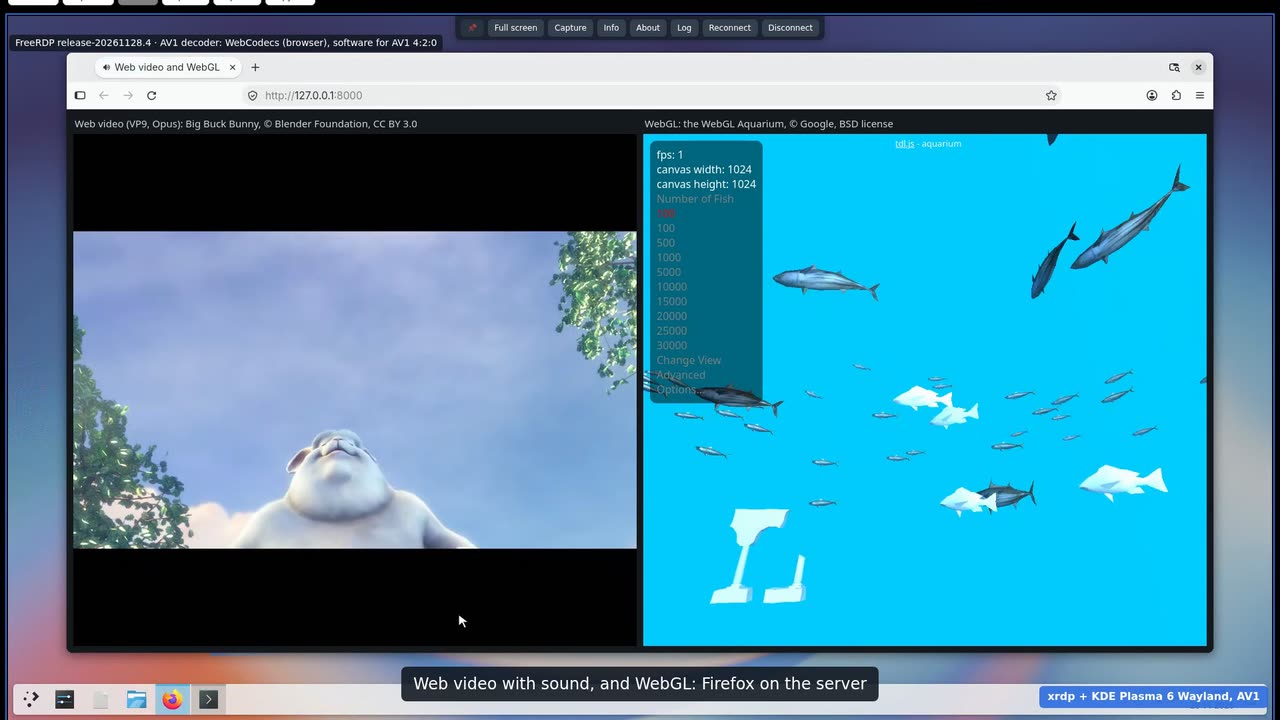 Full screen
Capture
Info
About
Log
Reconnect
Disconnect
FreeRDP release-20261128.4 · AV1 decoder: WebCodecs (browser), software for AV1 4:2:0
Web video and WebGL
http://127.0.0.1:8000
Web video (VP9, Opus): Big Buck Bunny, © Blender Foundation, CC BY 3.0
WebGL: the WebGL Aquarium, © Google, BSD license
tdl.js - aquarium
fps: 1
canvas width: 1024
canvas height: 1024
Number of Fish
100
500
1000
5000
10000
15000
20000
25000
30000
Change View
Advanced
Options..
Web video with sound, and WebGL: Firefox on the server
xrdp + KDE Plasma 6 Wayland, AV1